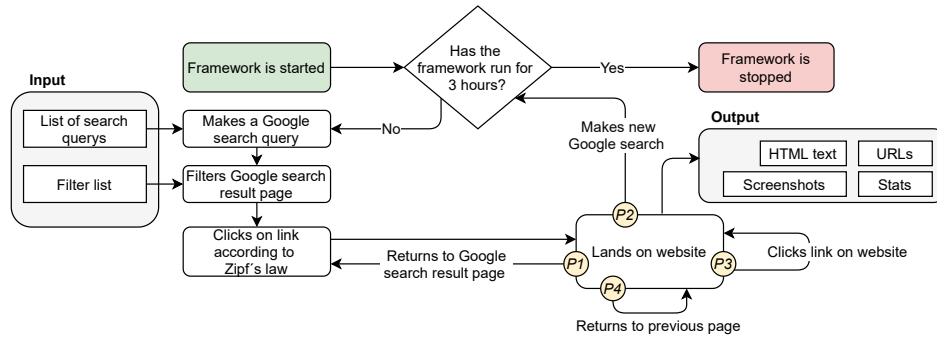 Framework is started
Has the
framework run for
3 hours?
Yes
Framework is
stopped
Input
List of search
querys
Filter list
Makes a Google
search query
No
Filters Google search
result page
Clicks on link
according to
Zipf´s law
Makes new
Google search
Output
HTML text
URLs
Screenshots
Stats
P2
Lands on website
P1
P3
P4
Returns to Google
search result page
Clicks link on website
Returns to previous page